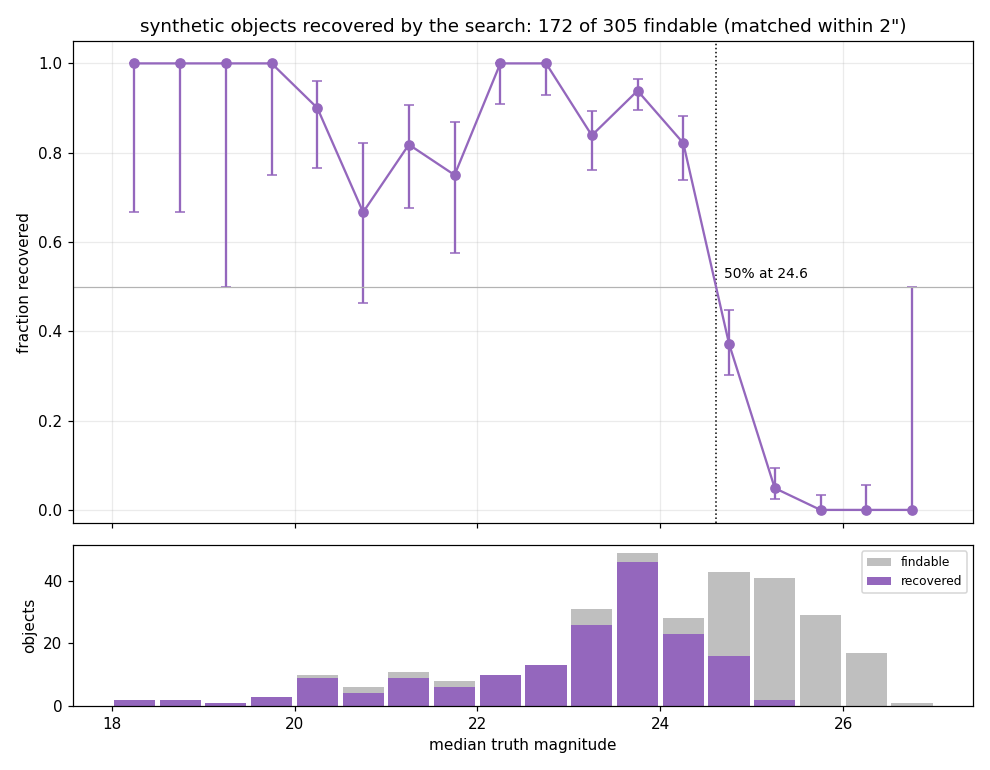 synthetic objects recovered by the search: 172 of 305 findable (matched within 2")
1.0
0.8
0.6
0.4
0.2
0.0
fraction recovered
50% at 24.6
40
20
0
objects
findable
recovered
18
20
22
24
26
median truth magnitude